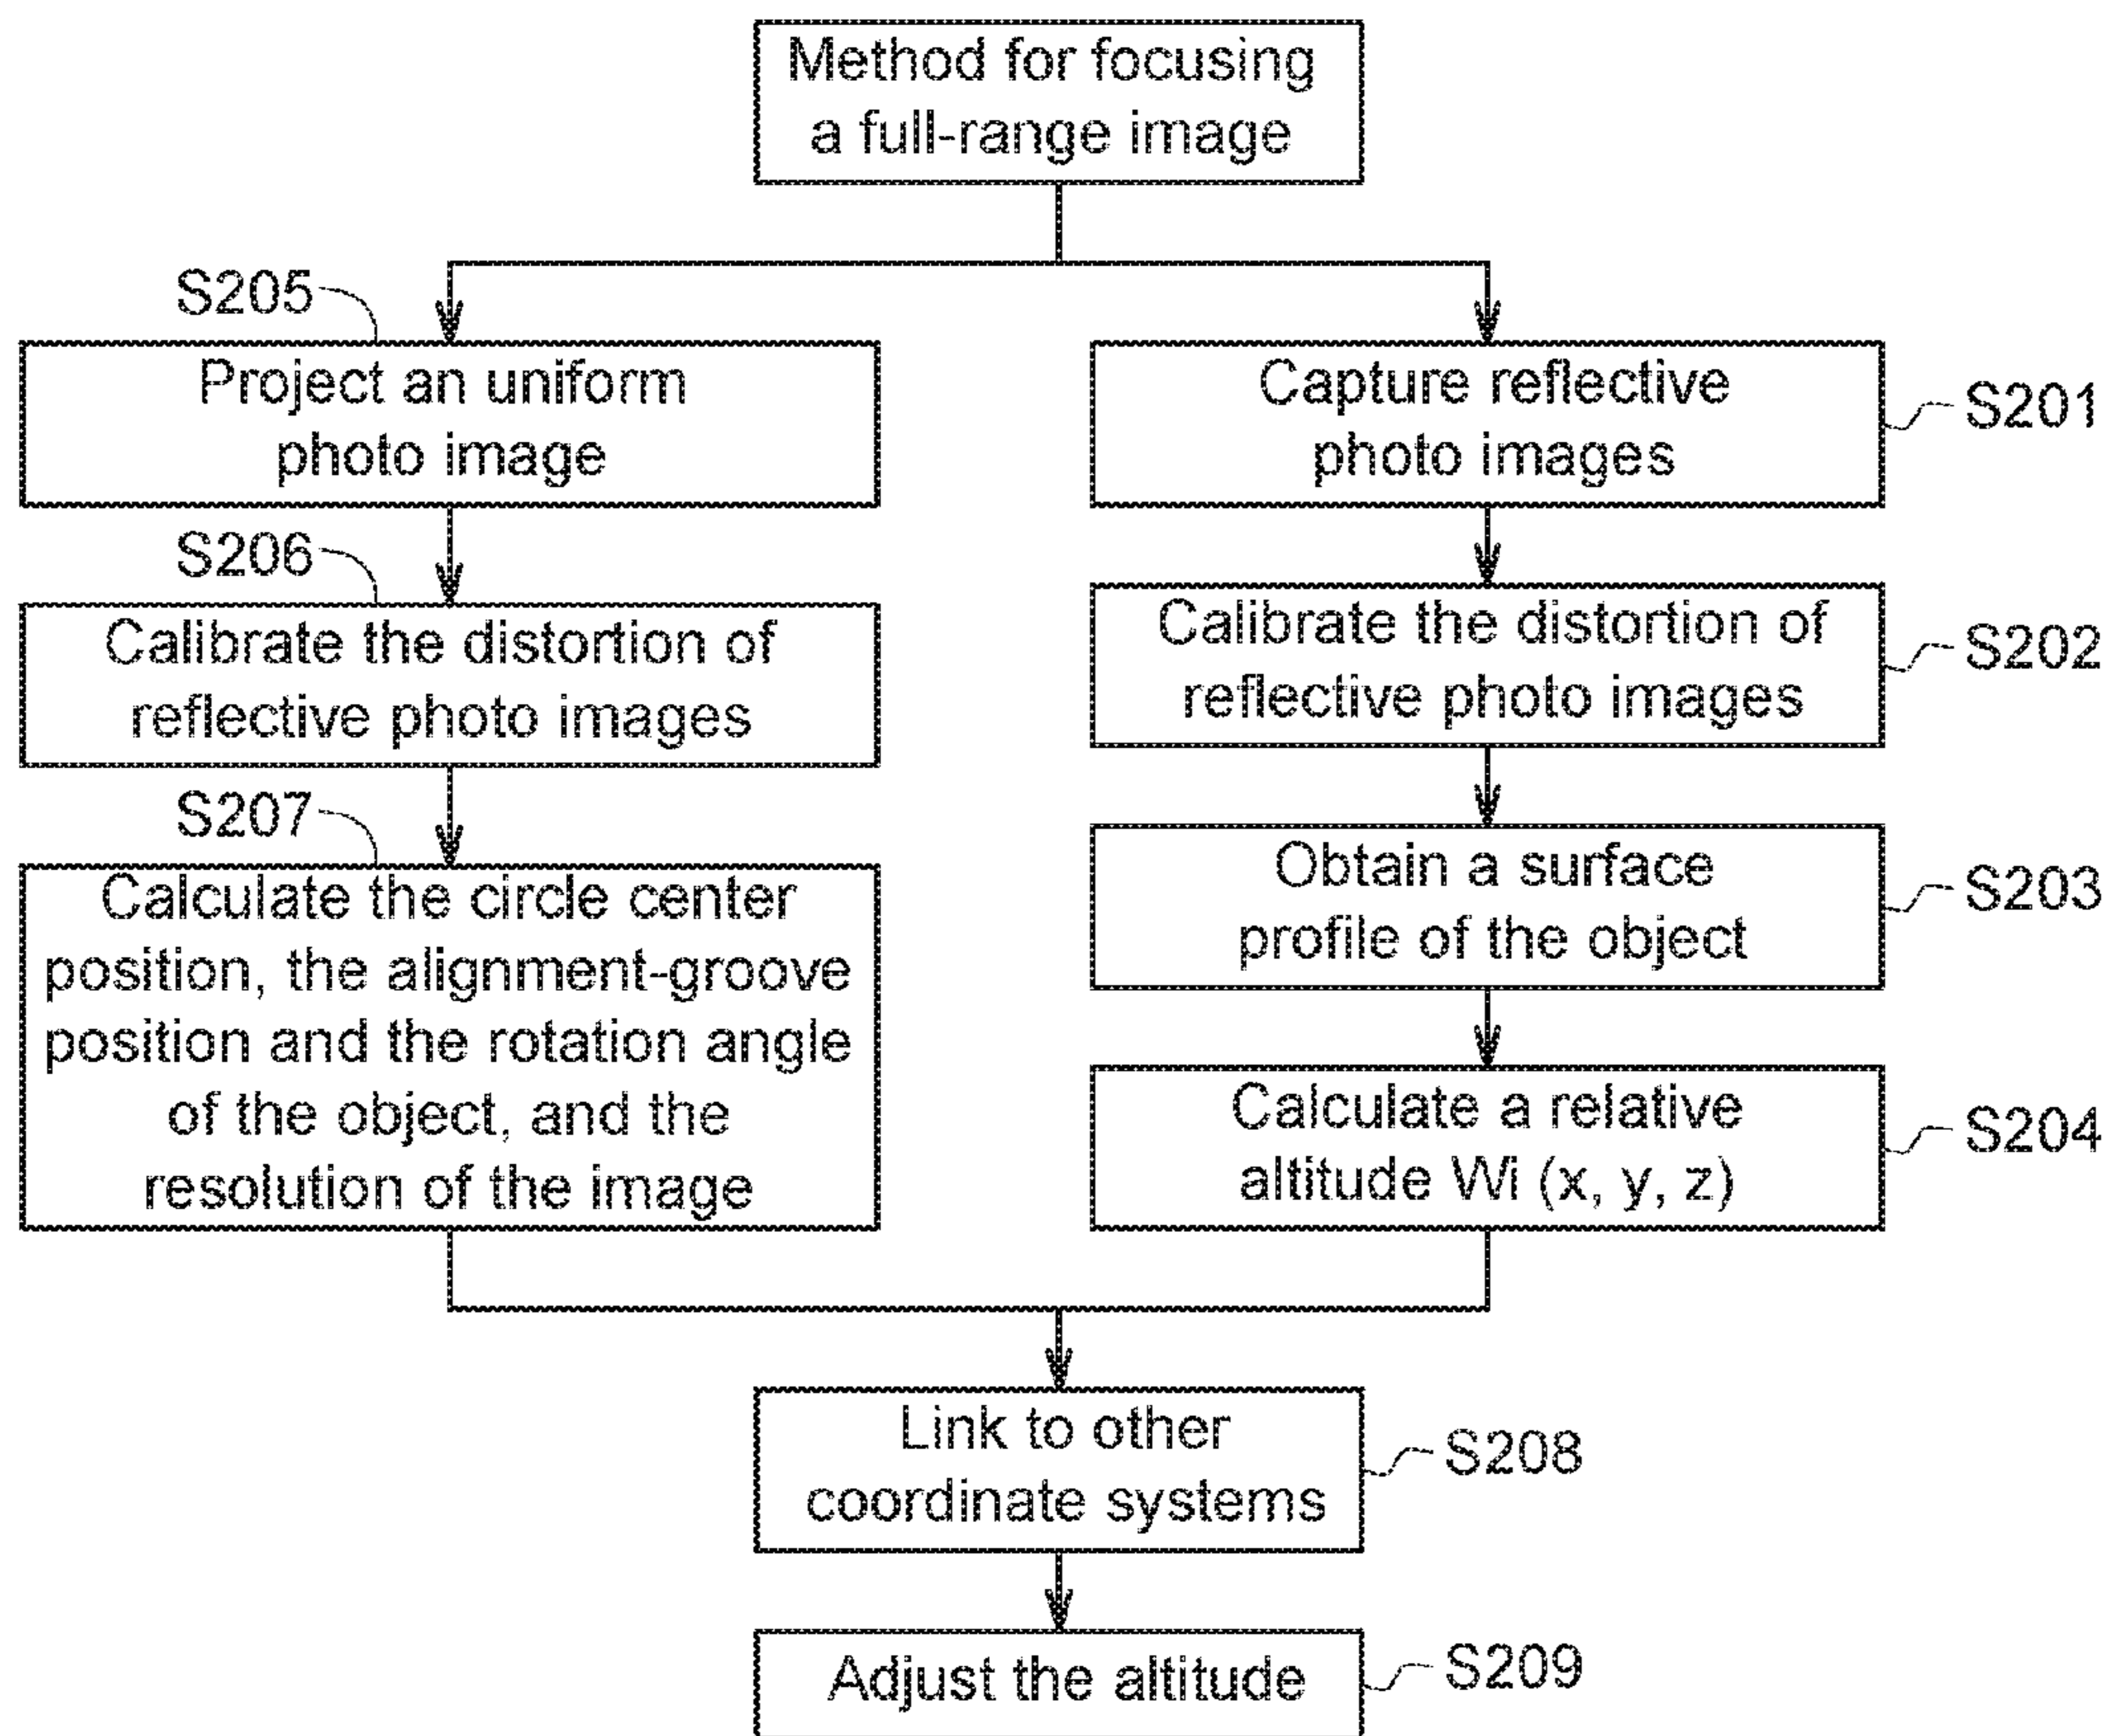 Method for focusing
a full-range image
S205
Project an uniform
photo image
S206
Calibrate the distortion of
reflective photo images
S207
Calculate the circle center
position, the alignment-groove
position and the rotation angle
of the object, and the
resolution of the image
Capture reflective
photo images
S201
Calibrate the distortion of
reflective photo images
S202
Obtain a surface
profile of the object
S203
Calculate a relative
altitude Wi (x, y, z)
S204
Link to other
coordinate systems
S208
Adjust the altitude
S209